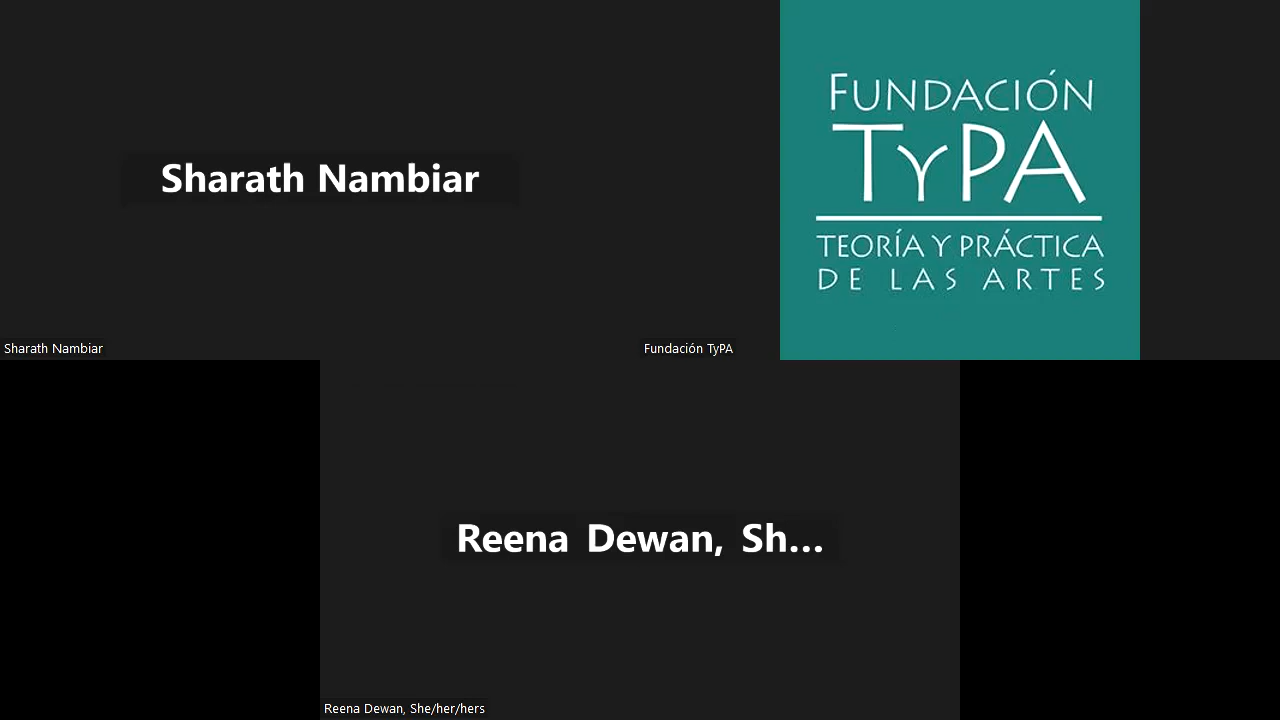 Sharath Nambiar
FUNDACIÓN
TyPA
TEORÍA Y PRÁCTICA
DE LAS ARTES
Sharath Nambiar
Fundación TyPA
Reena Dewan, Sh...
Reena Dewan, She/her/hers